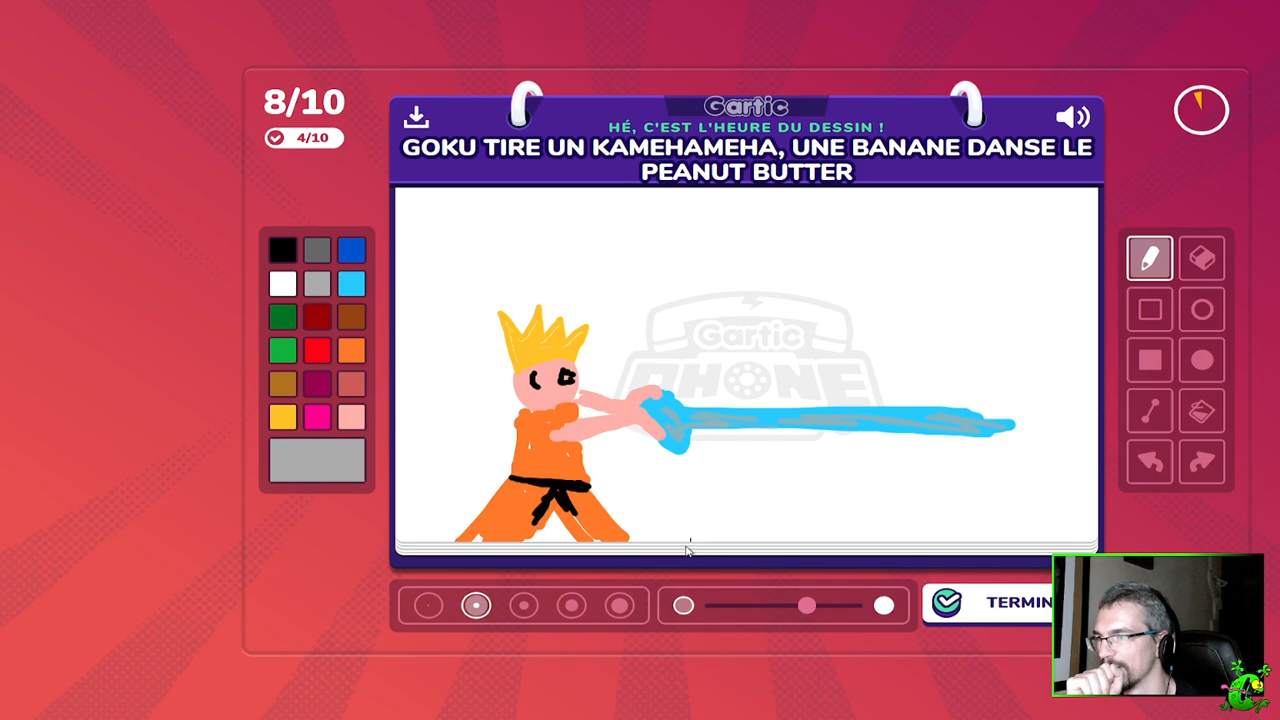 8/10
4/10
Gartic
HÉ, C'EST L'HEURE DU DESSIN !
GOKU TIRE UN KAMEHAMEHA, UNE BANANE DANSE LE
PEANUT BUTTER
Gartic
PHONE
TERMIN